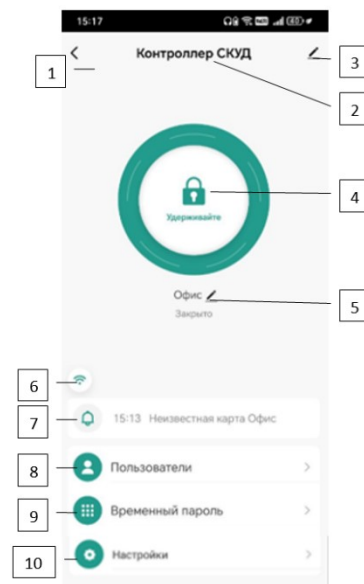 15:17
1
Контроллер СКУД
3
2
4
Удерживайте
Офис
5
Закрыто
6
7
15:13 Неизвестная карта Офис
8
Пользователи
9
Временный пароль
10
Настройки